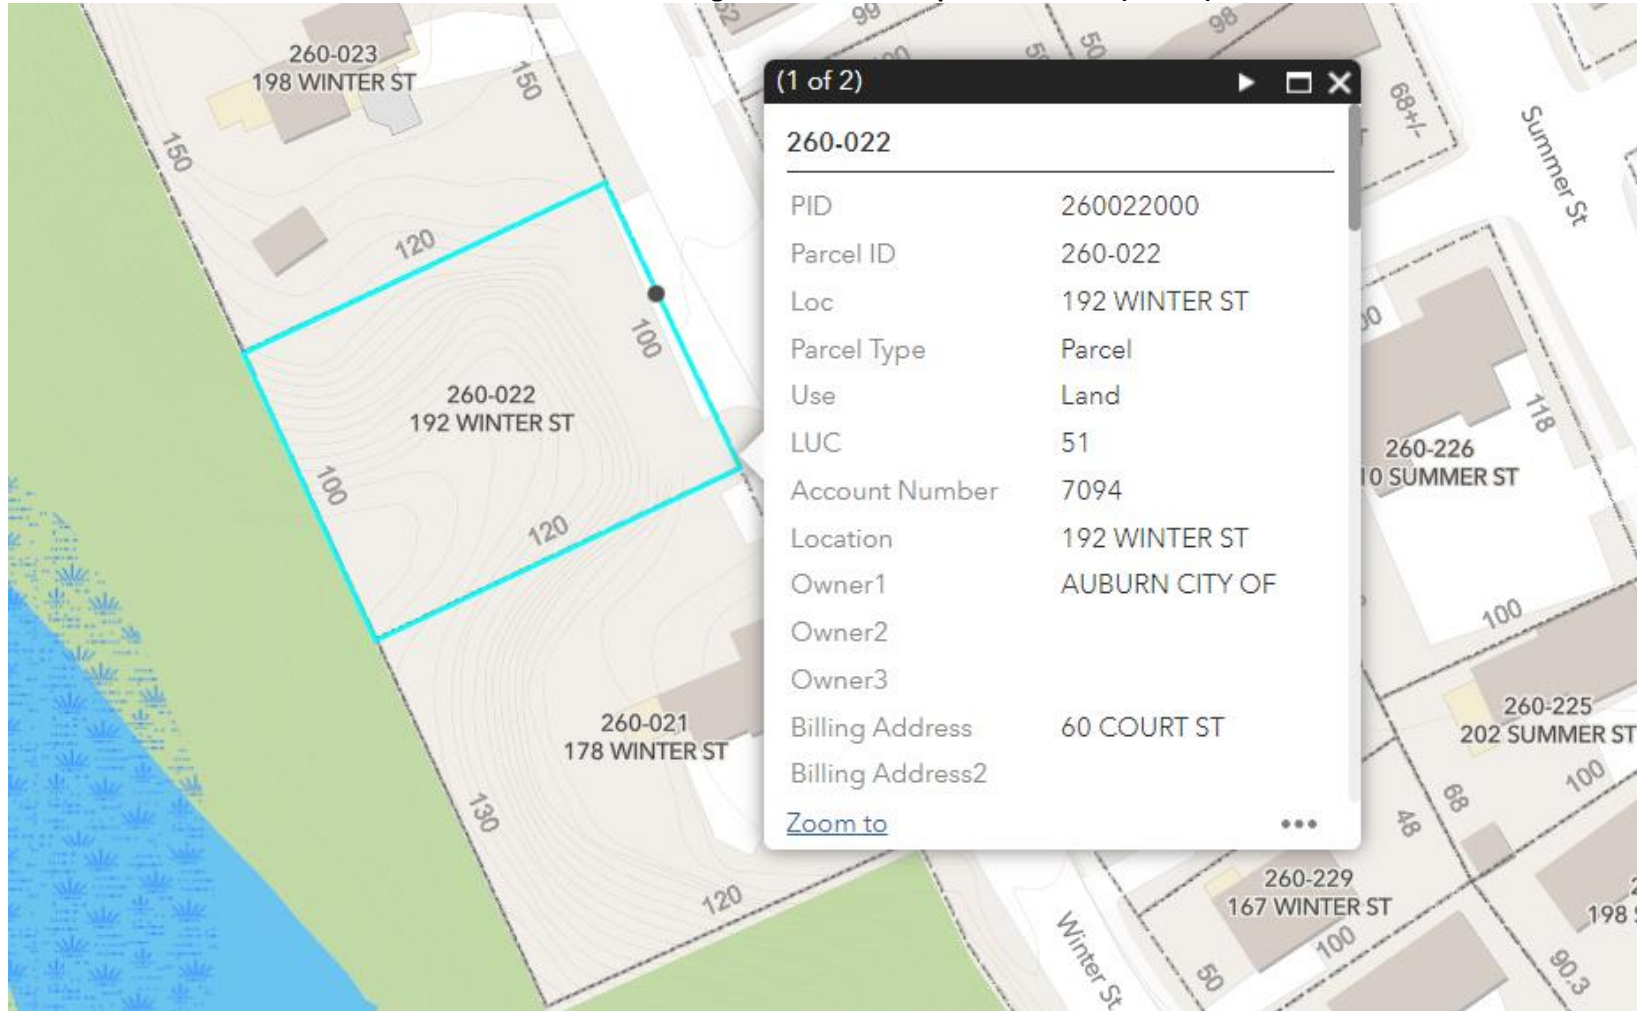 260-023
198 WINTER ST
150
150
120
100
260-022
192 WINTER ST
100
120
260-021
178 WINTER ST
130
120
99
50
98
68+/-
Summer St
(1 of 2)
260-022
PID 260022000
Parcel ID 260-022
Loc 192 WINTER ST
Parcel Type Parcel
Use Land
LUC 51
Account Number 7094
Location 192 WINTER ST
Owner1 AUBURN CITY OF
Owner2
Owner3
Billing Address 60 COURT ST
Billing Address2
Zoom to
118
260-226
10 SUMMER ST
100
260-225
202 SUMMER ST
100
68
48
260-229
167 WINTER ST
100
50
Winter St
90.3
198